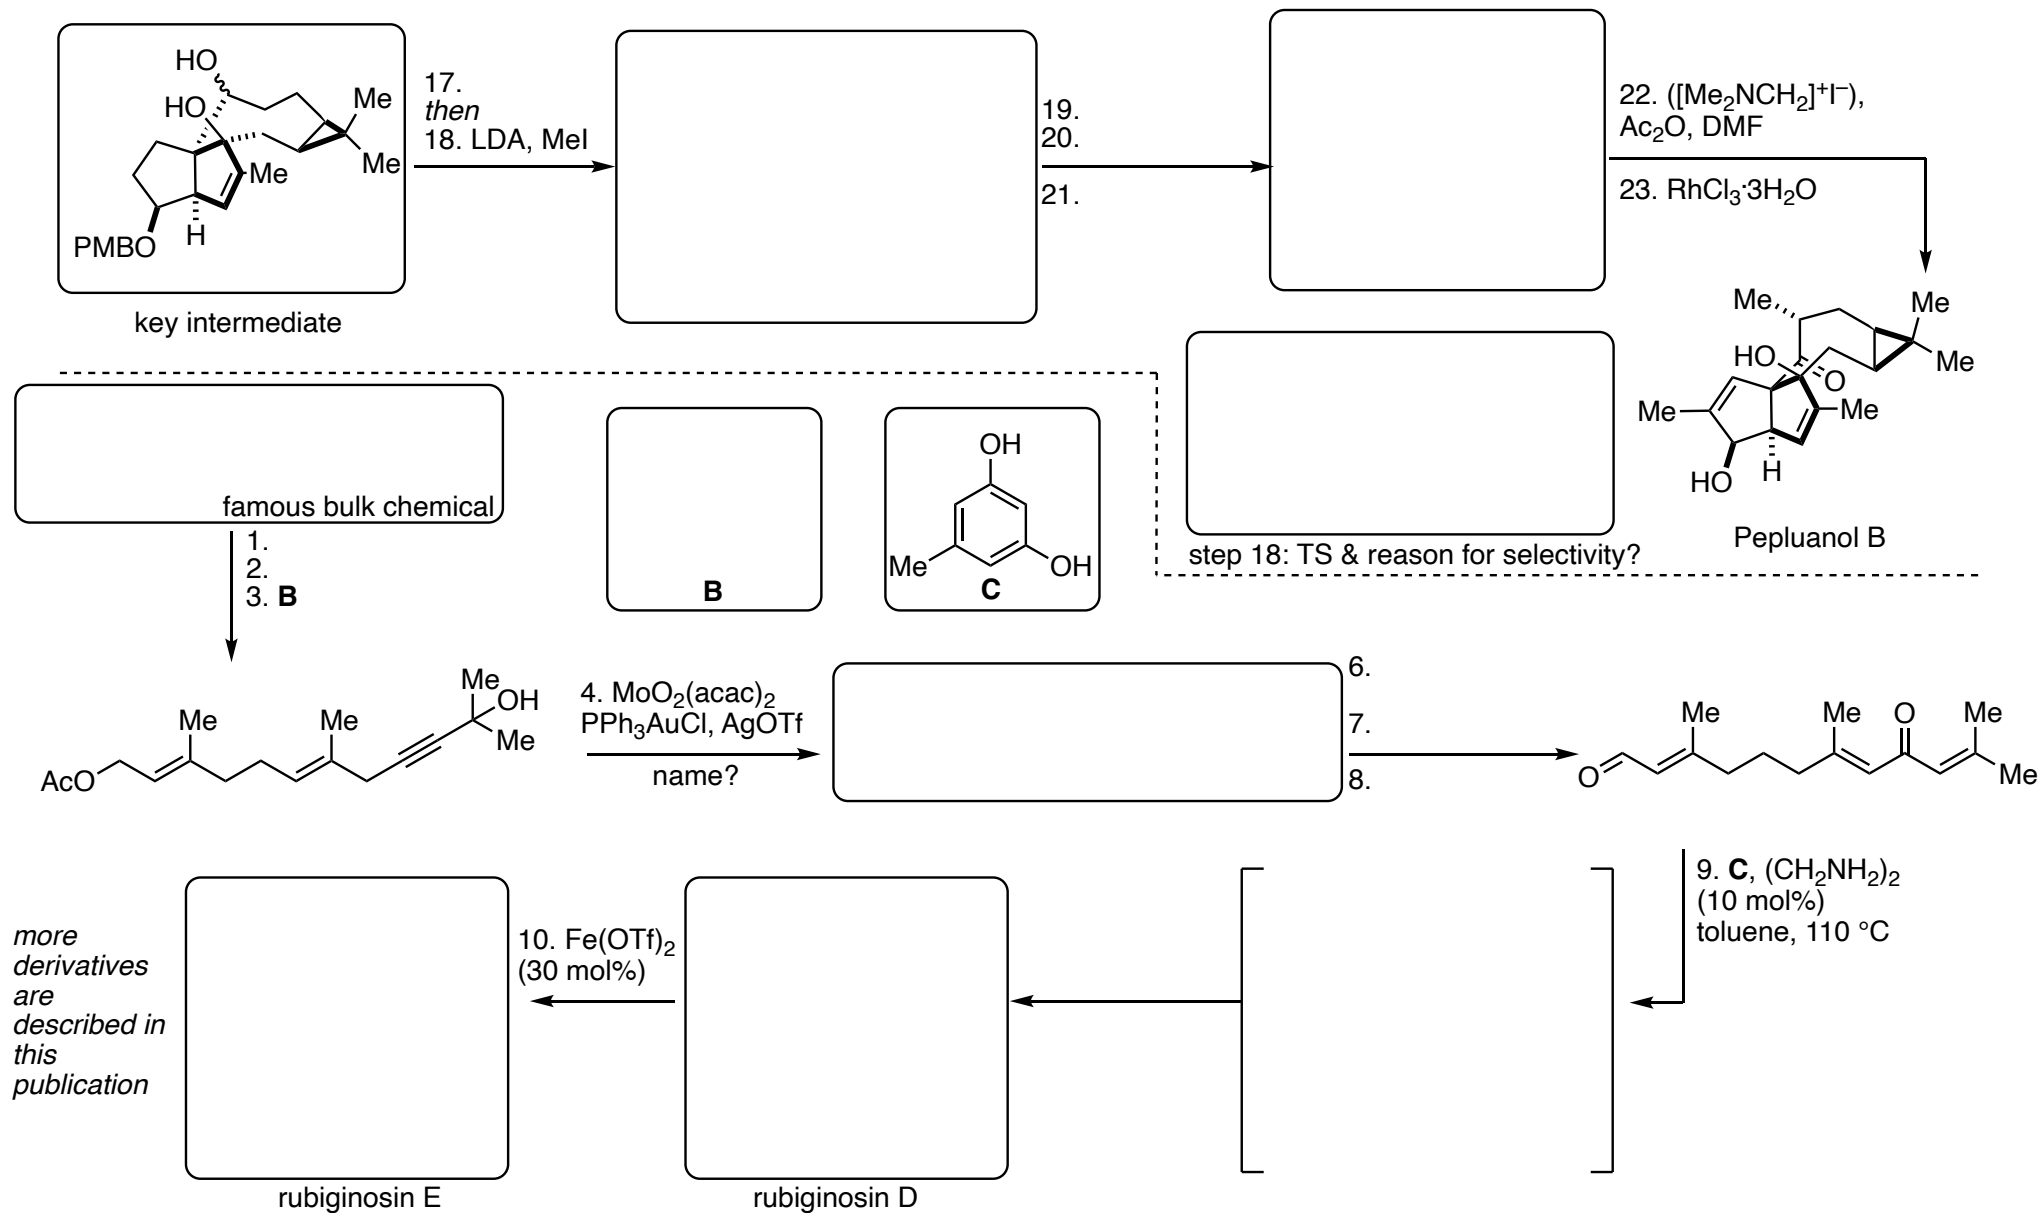 HO
HO
Me
Me
Me
PMBO
H
key intermediate
17.
then
18. LDA, MeI
19.
20.
21.
22. ([Me₂NCH₂]⁺I⁻),
Ac₂O, DMF
23. RhCl₃·3H₂O
Me
Me
Me
HO
O
Me
Me
HO
H
Pepluanol B
step 18: TS & reason for selectivity?
famous bulk chemical
1.
2.
3. B
B
OH
Me
OH
C
AcO
Me
Me
Me
OH
Me
4. MoO₂(acac)₂
PPh₃AuCl, AgOTf
name?
6.
7.
8.
O
Me
Me
O
Me
Me
9. C, (CH₂NH₂)₂
(10 mol%)
toluene, 110 °C
10. Fe(OTf)₂
(30 mol%)
more
derivatives
are
described in
this
publication
rubiginosin E
rubiginosin D